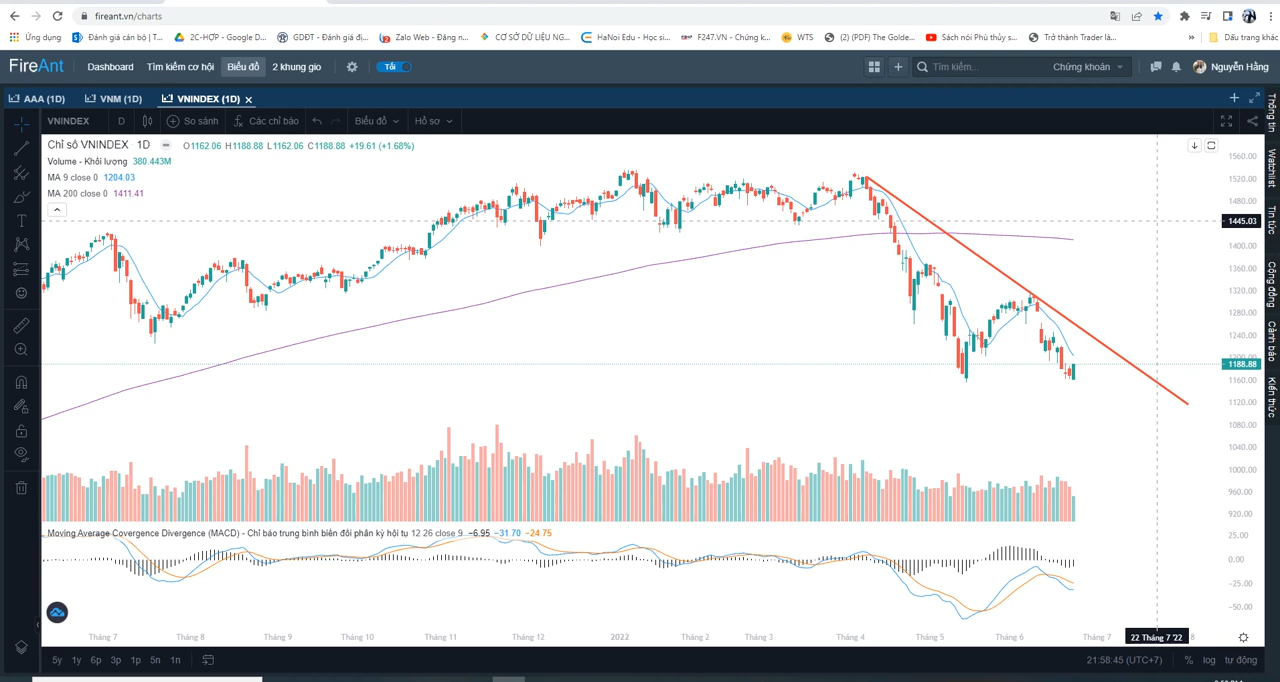 fireant.vn/charts
Ứng dụng Đánh giá cán bộ | T... 2C-HỢP - Google D... GDĐT - Đánh giá đị... Zalo Web - Đăng n... CƠ SỞ DỮ LIỆU NG... HaNoi Edu - Học si... F247.VN - Chứng k... WTS (2) (PDF) The Golde... Sách nói Phù thủy s... Trở thành Trader là... » Dấu trang khác
FireAnt Dashboard Tìm kiếm cơ hội Biểu đồ 2 khung gio Tối Tìm kiếm... Chứng khoán Nguyễn Hằng
AAA (1D) VNM (1D) VNINDEX (1D)
VNINDEX D So sánh Các chỉ báo Biểu đồ Hồ sơ
Chỉ số VNINDEX 1D O1162.06 H1188.88 L1162.06 C1188.88 +19.61 (+1.68%)
Volume - Khối lượng 380.443M
MA 9 close 0 1204.03
MA 200 close 0 1411.41
1560.00
1520.00
1480.00
1445.03
1400.00
1360.00
1320.00
1280.00
1240.00
1200.00
1188.88
1160.00
1120.00
1080.00
1040.00
1000.00
960.00
920.00
Thông tin
Watchlist
Tin tức
Cộng đồng
Cảnh báo
Kiến thức
Moving Average Covergence Divergence (MACD) - Chỉ báo trung bình biến đổi phân kỳ hội tụ 12 26 close 9 −6.95 −31.70 −24.75
25.00
0.00
−25.00
−50.00
Tháng 7 Tháng 8 Tháng 9 Tháng 10 Tháng 11 Tháng 12 2022 Tháng 2 Tháng 3 Tháng 4 Tháng 5 Tháng 6 Tháng 7 22 Tháng 7 '22 8
5y 1y 6p 3p 1p 5n 1n 21:58:45 (UTC+7) % log tự động